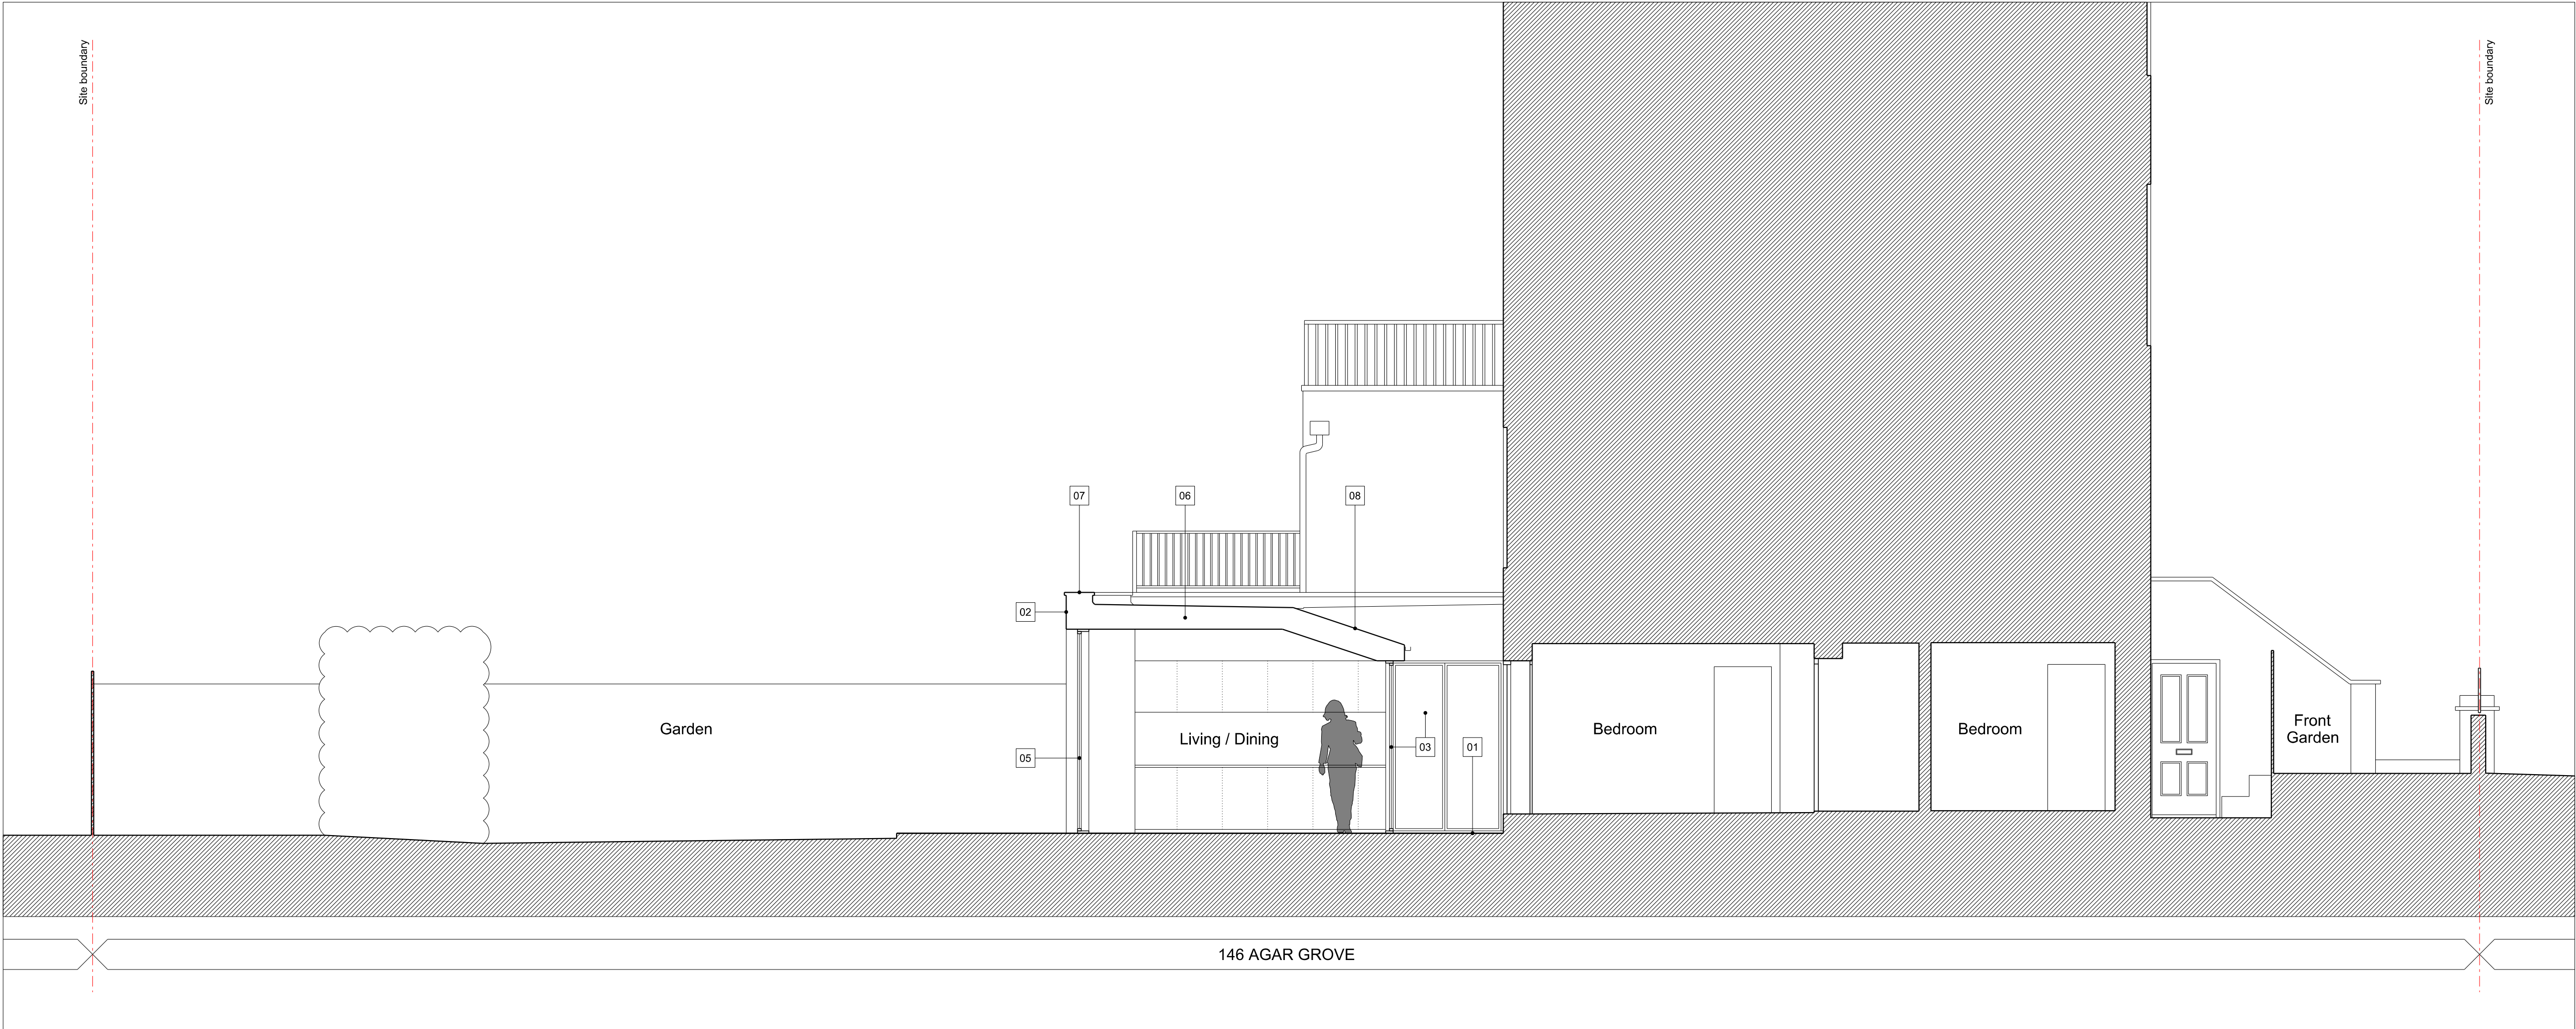 Site boundary
Site boundary
07
06
08
02
Garden
Living / Dining
05
03
01
Bedroom
Bedroom
Front
Garden
146 AGAR GROVE